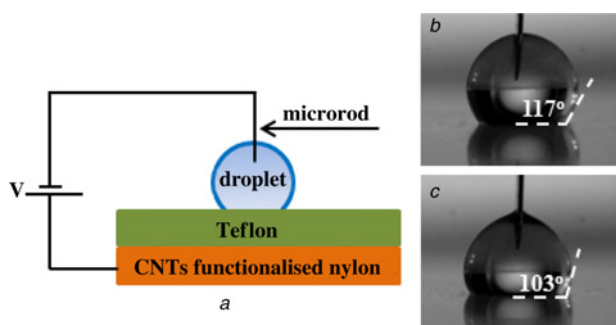 microrod
V
droplet
Teflon
CNTs functionalised nylon
a
b
117°
c
103°